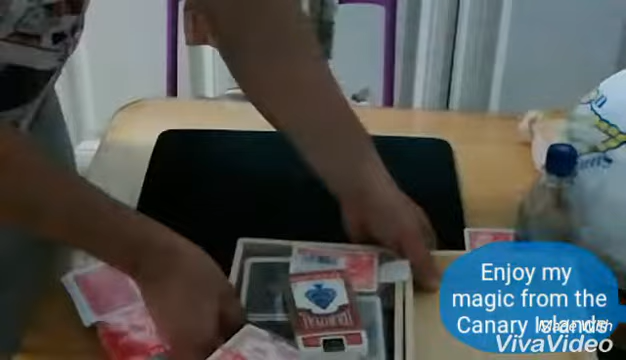 Enjoy my
magic from the
Canary Islands
Made With
VivaVideo